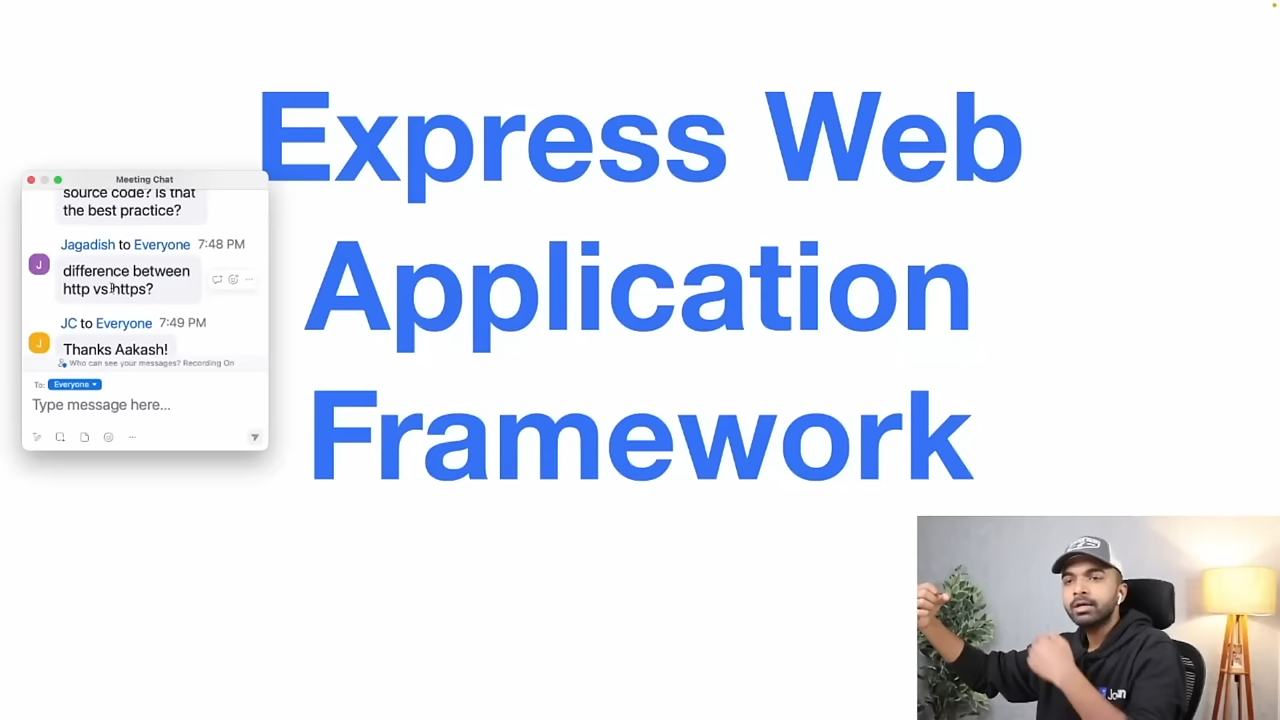 Express Web
Application
Framework
Meeting Chat
source code? Is that
the best practice?
Jagadish to Everyone 7:48 PM
J
difference between
http vs https?
JC to Everyone 7:49 PM
J
Thanks Aakash!
Who can see your messages? Recording On
To: Everyone
Type message here...
Join